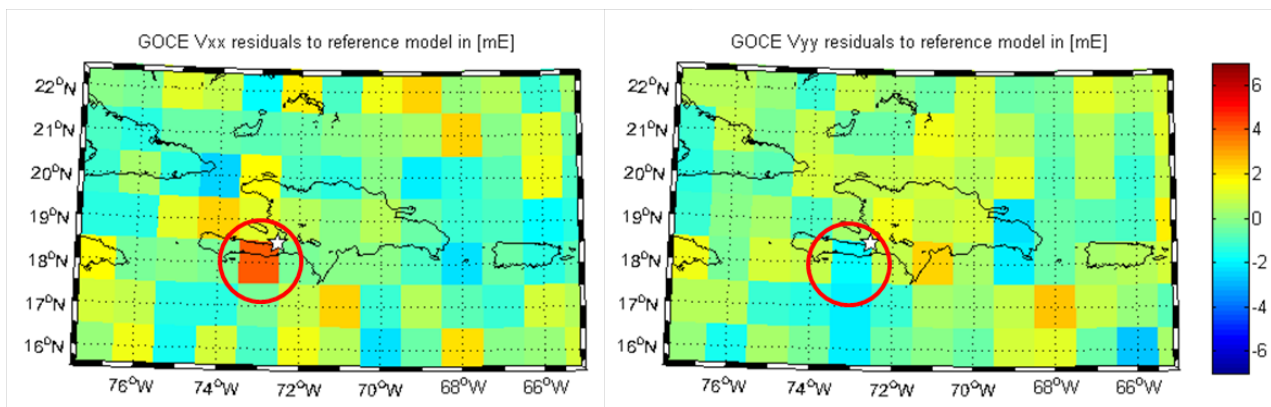 GOCE Vxx residuals to reference model in [mE]
22°N
21°N
20°N
19°N
18°N
17°N
16°N
76°W 74°W 72°W 70°W 68°W 66°W
GOCE Vyy residuals to reference model in [mE]
22°N
21°N
20°N
19°N
18°N
17°N
16°N
76°W 74°W 72°W 70°W 68°W 66°W
6
4
2
0
-2
-4
-6